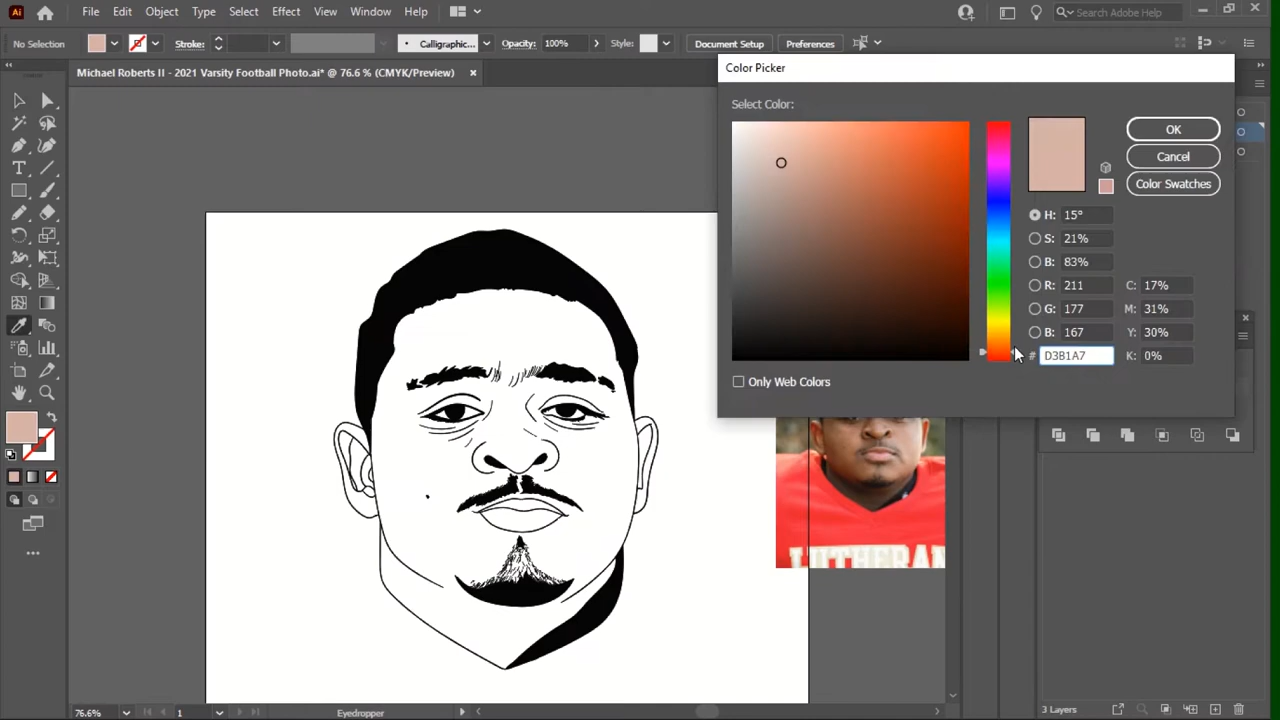 Ai File Edit Object Type Select Effect View Window Help Search Adobe Help
No Selection Stroke: Calligraphic... Opacity: 100% Style: Document Setup Preferences
Michael Roberts II - 2021 Varsity Football Photo.ai* @ 76.6 % (CMYK/Preview)
Color Picker
Select Color:
OK
Cancel
Color Swatches
H: 15°
S: 21%
B: 83%
R: 211 C: 17%
G: 177 M: 31%
B: 167 Y: 30%
# D3B1A7 K: 0%
Only Web Colors
LUTHERAN
76.6% 1 Eyedropper 3 Layers